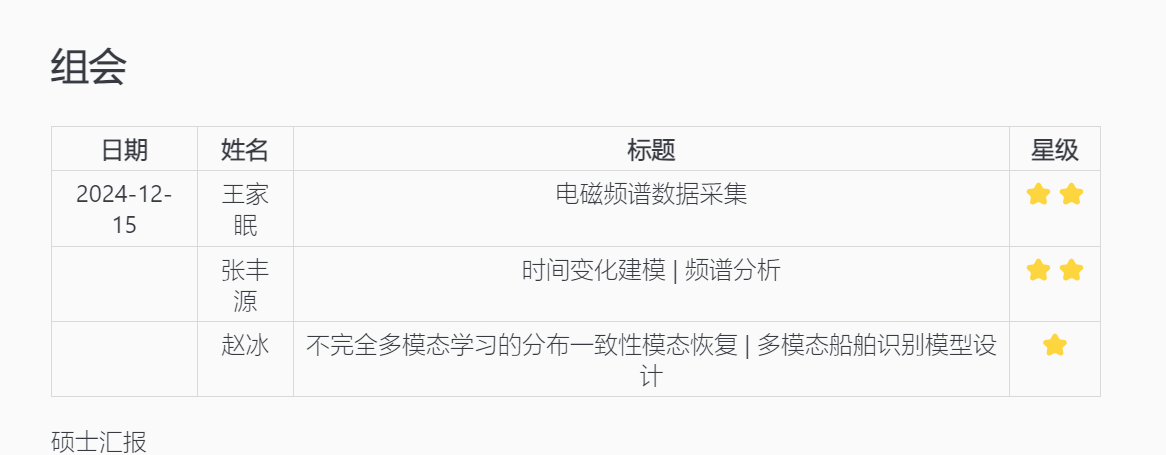 组会
日期 姓名 标题 星级
2024-12- 王家 电磁频谱数据采集
15 眠
张丰 时间变化建模 | 频谱分析
源
赵冰 不完全多模态学习的分布一致性模态恢复 | 多模态船舶识别模型设
计
硕士汇报